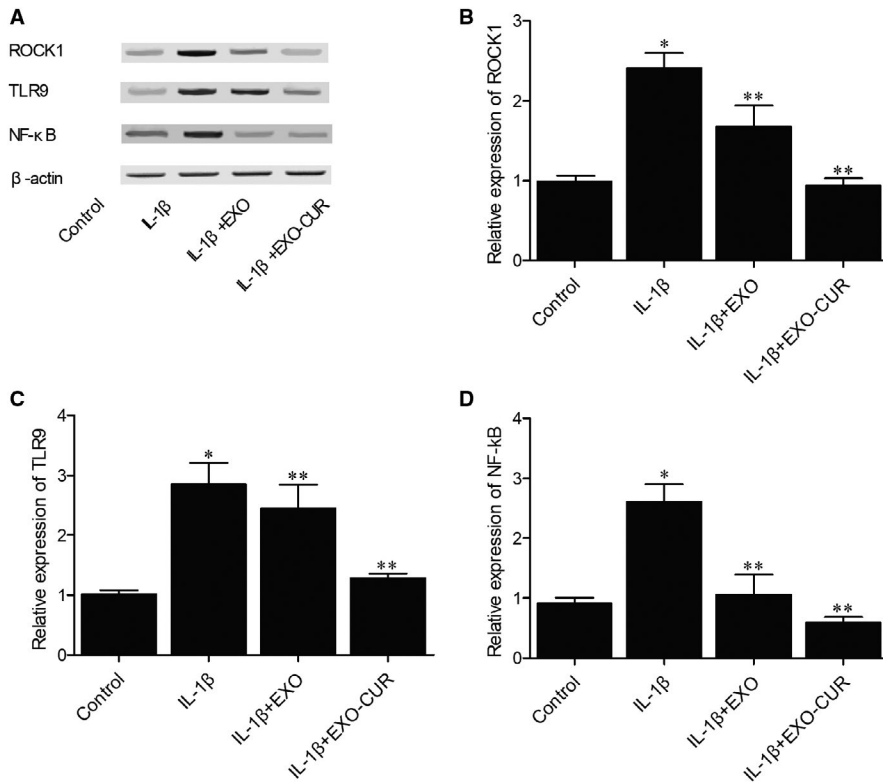 A
ROCK1
TLR9
NF-κB
β-actin
Control
IL-1β
IL-1β +EXO
IL-1β +EXO-CUR
B
Relative expression of ROCK1
3
2
1
0
*
**
**
Control
IL-1β
IL-1β+EXO
IL-1β+EXO-CUR
C
Relative expression of TLR9
4
3
2
1
0
*
**
**
Control
IL-1β
IL-1β+EXO
IL-1β+EXO-CUR
D
Relative expression of NF-kB
4
3
2
1
0
*
**
**
Control
IL-1β
IL-1β+EXO
IL-1β+EXO-CUR